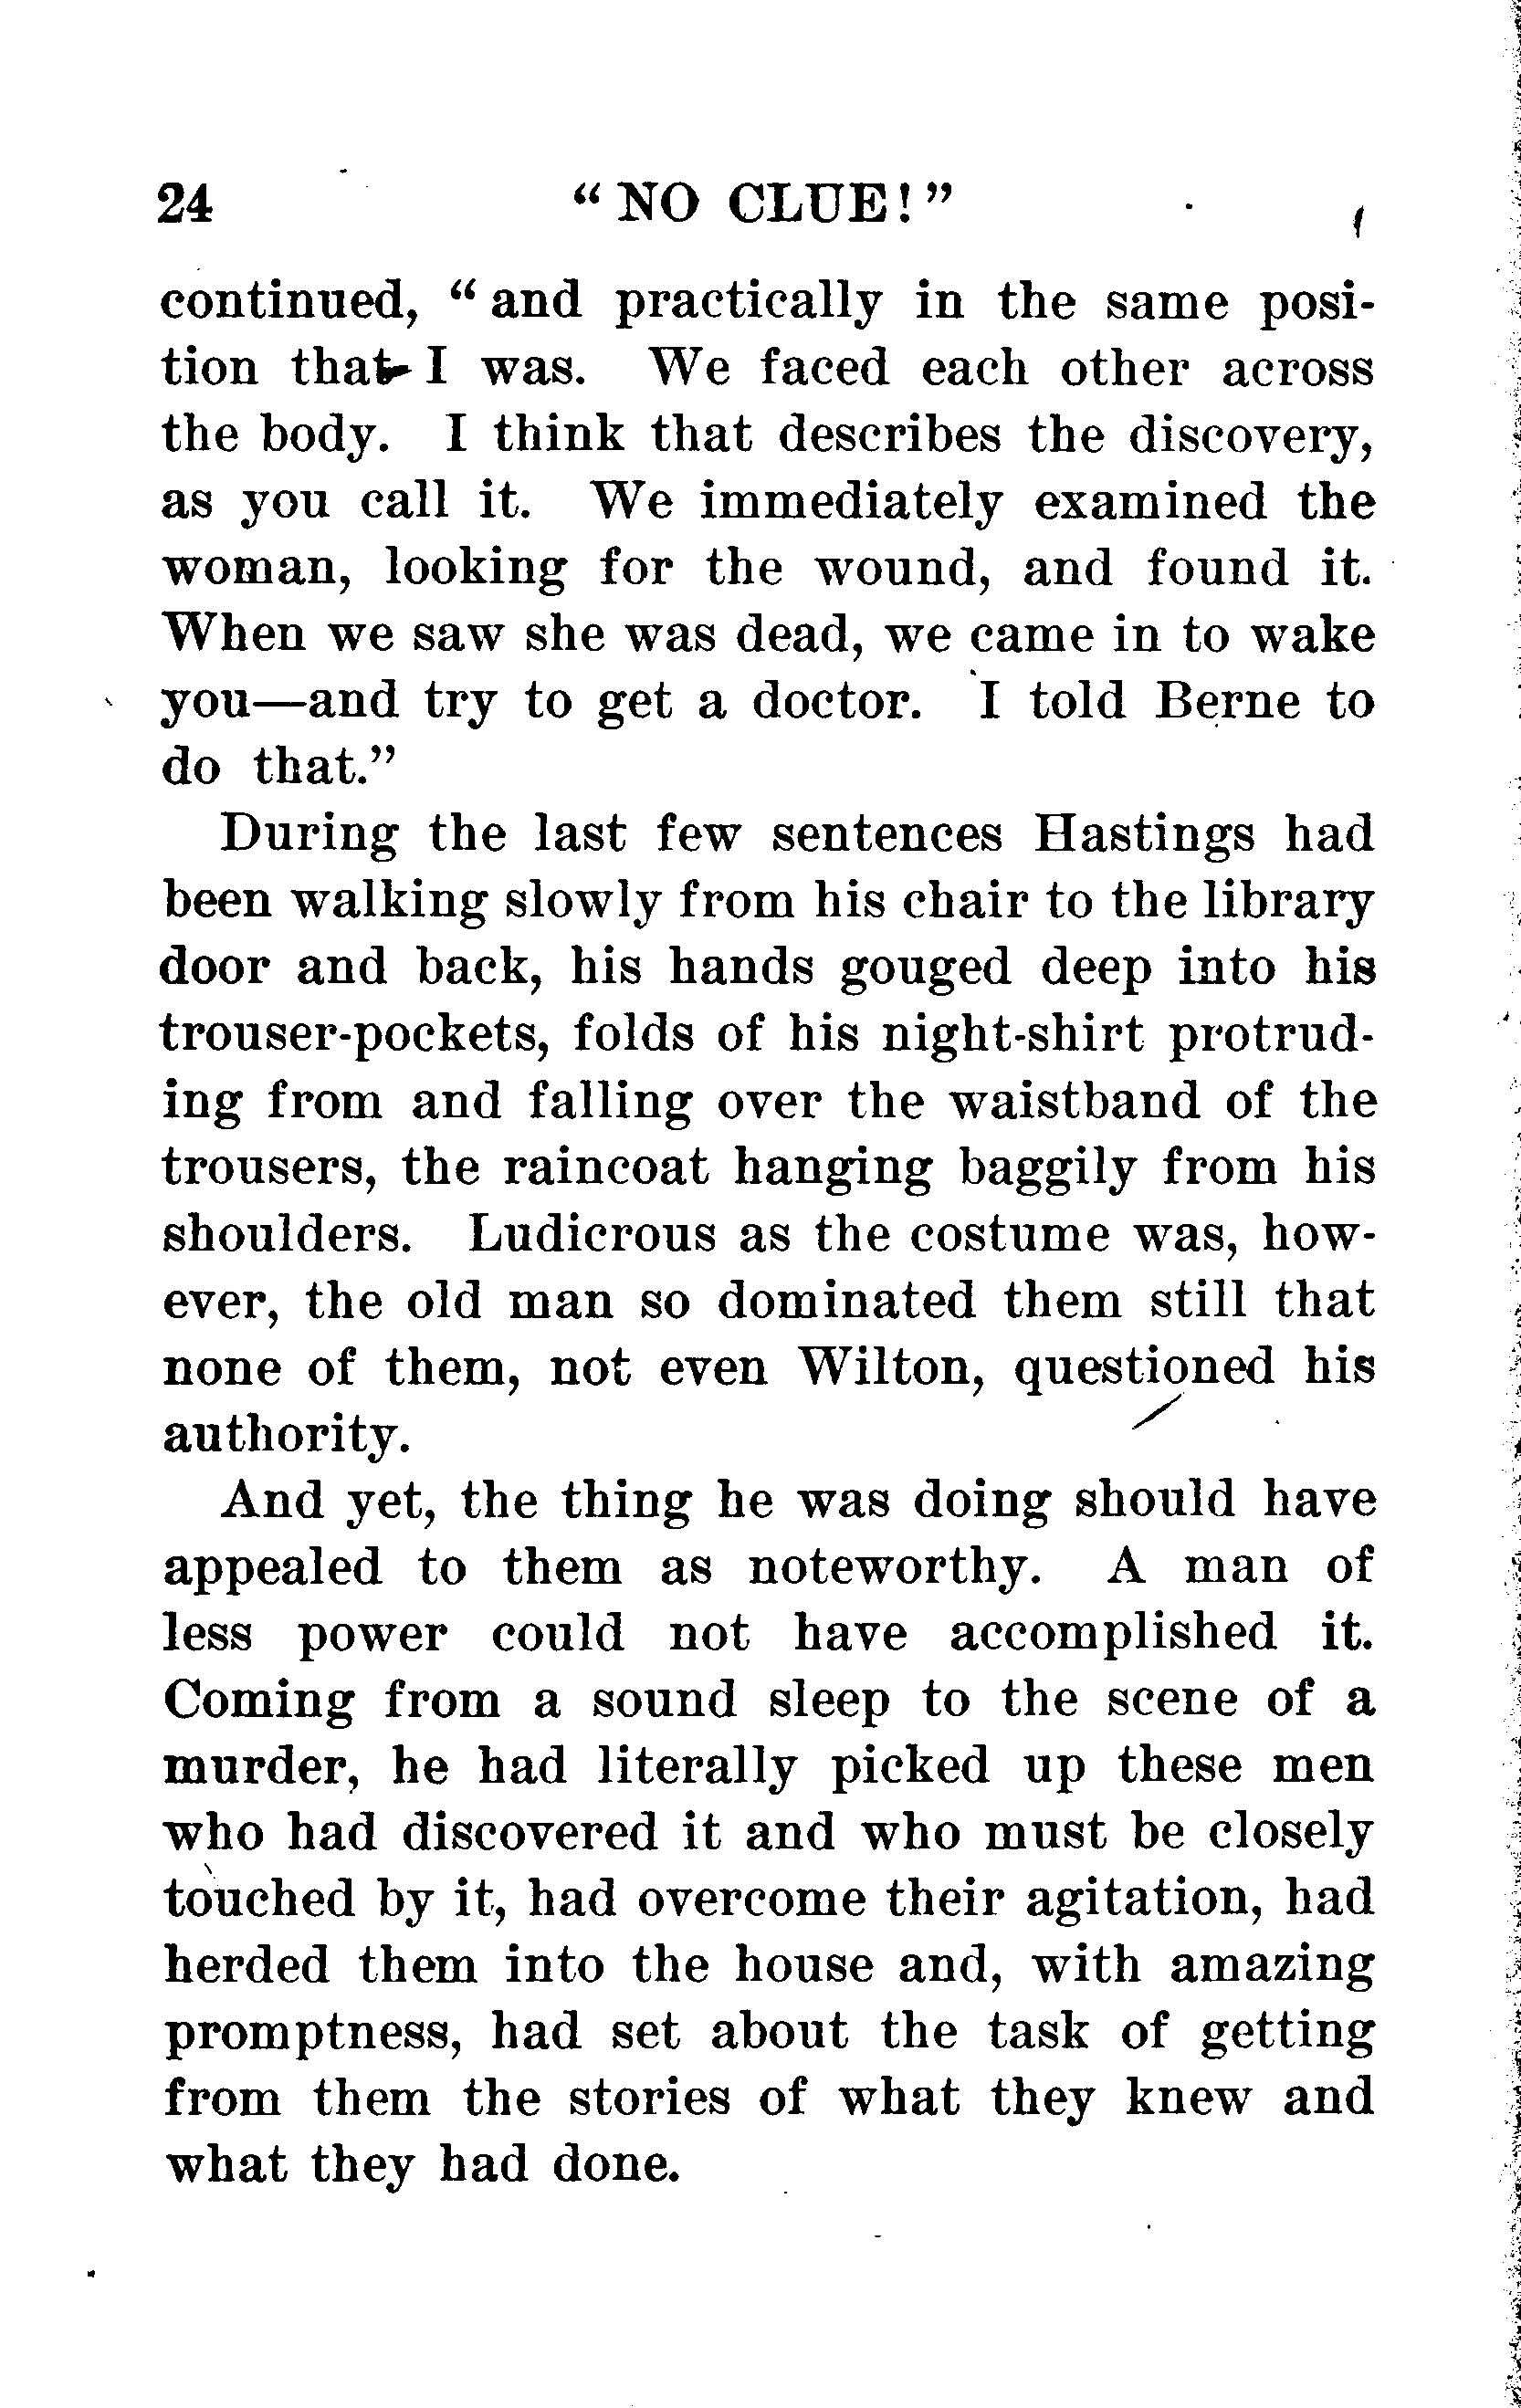 24 “ NO CLUE! ”
continued, “ and practically in the same posi-
tion that I was. We faced each other across
the body. I think that describes the discovery,
as you call it. We immediately examined the
woman, looking for the wound, and found it.
When we saw she was dead, we came in to wake
you—and try to get a doctor. I told Berne to
do that.”
During the last few sentences Hastings had
been walking slowly from his chair to the library
door and back, his hands gouged deep into his
trouser-pockets, folds of his night-shirt protrud-
ing from and falling over the waistband of the
trousers, the raincoat hanging baggily from his
shoulders. Ludicrous as the costume was, how-
ever, the old man so dominated them still that
none of them, not even Wilton, questioned his
authority.
And yet, the thing he was doing should have
appealed to them as noteworthy. A man of
less power could not have accomplished it.
Coming from a sound sleep to the scene of a
murder, he had literally picked up these men
who had discovered it and who must be closely
touched by it, had overcome their agitation, had
herded them into the house and, with amazing
promptness, had set about the task of getting
from them the stories of what they knew and
what they had done.